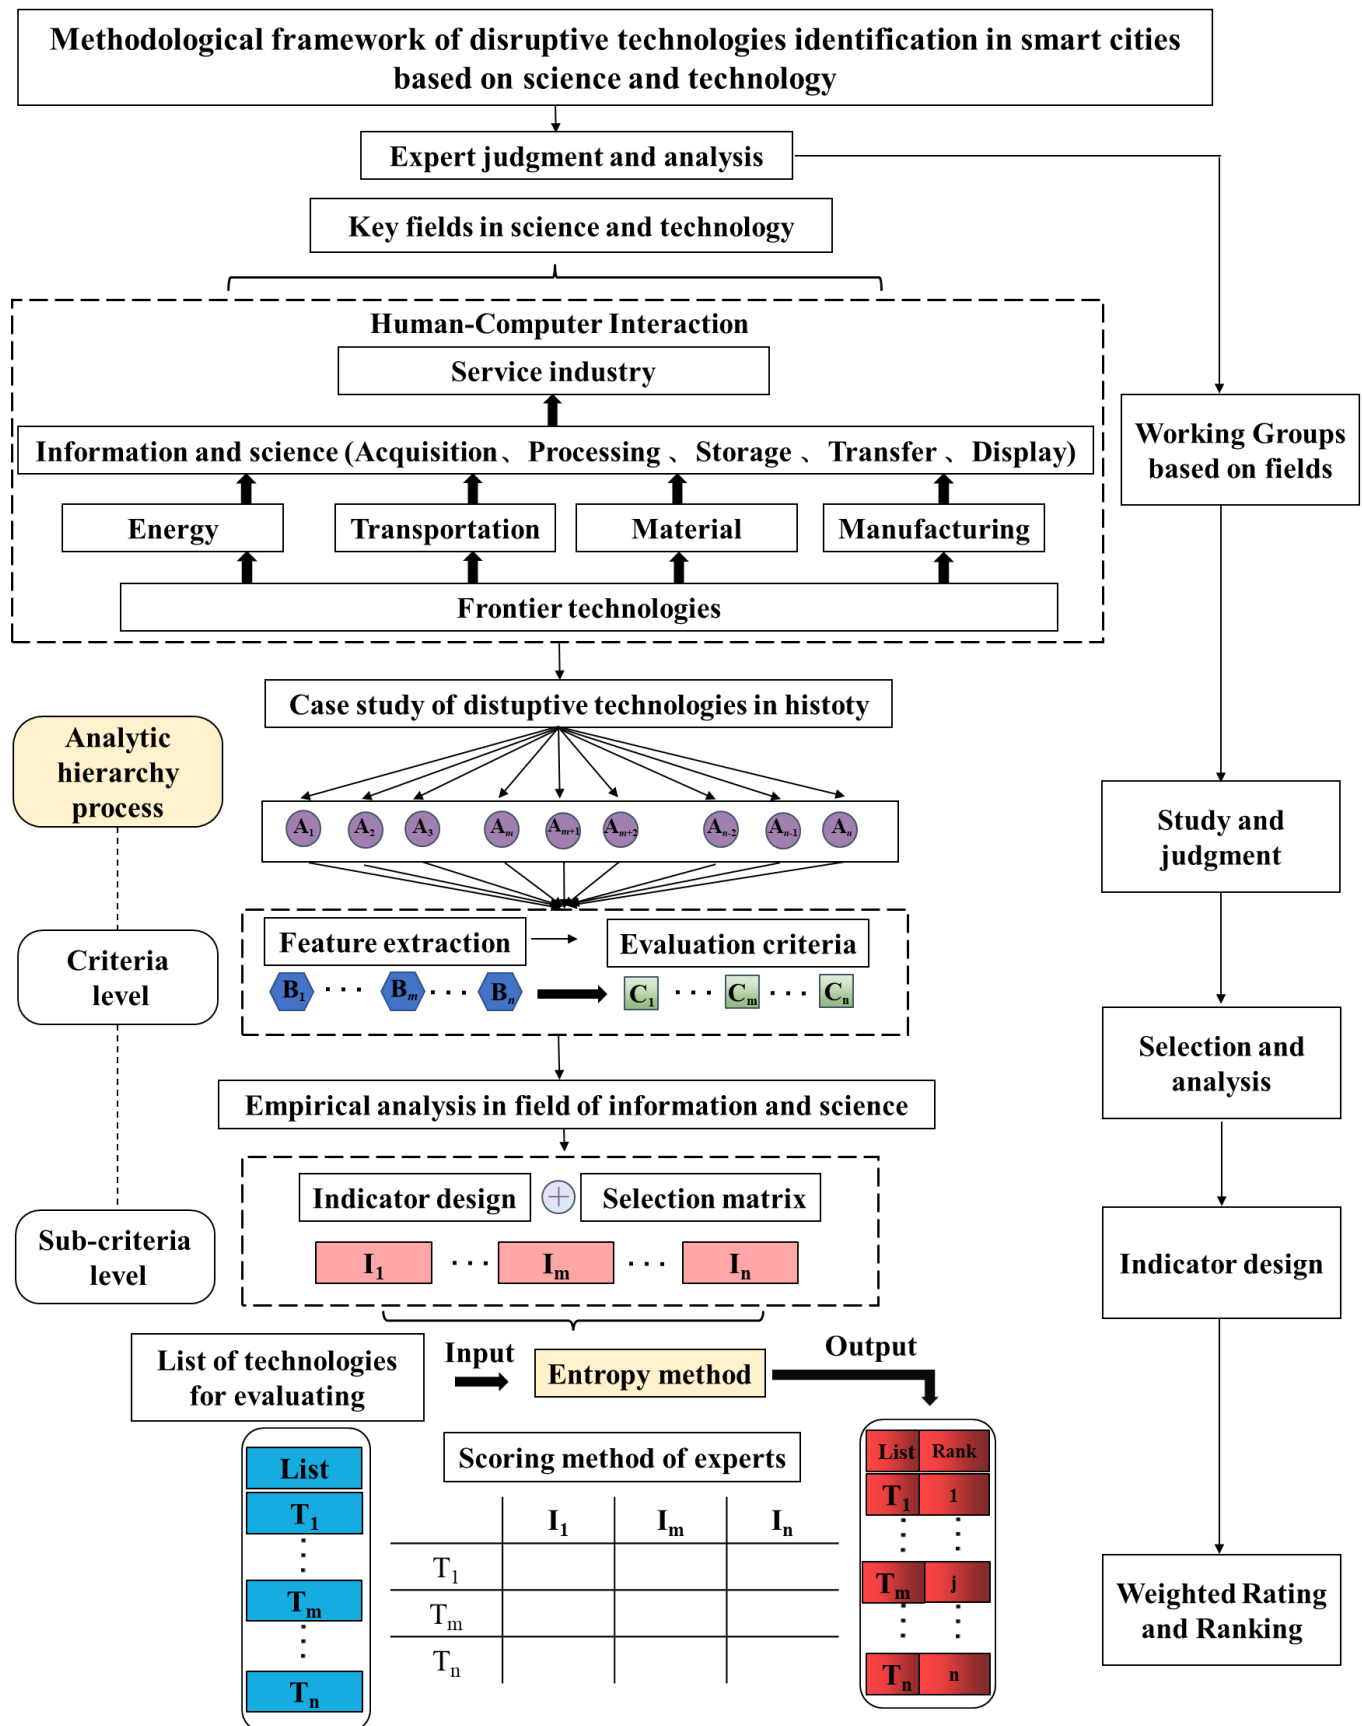 Methodological framework of disruptive technologies identification in smart cities
based on science and technology
Expert judgment and analysis
Key fields in science and technology
Human-Computer Interaction
Service industry
Information and science (Acquisition、Processing 、Storage 、Transfer 、Display)
Energy
Transportation
Material
Manufacturing
Frontier technologies
Working Groups
based on fields
Case study of distuptive technologies in histoty
Analytic
hierarchy
process
A1 A2 A3 Am Am+1 Am+2 An-2 An-1 An
Study and
judgment
Feature extraction
Evaluation criteria
Criteria
level
B1 · · · · Bm · · · · Bn
C1 · · · · Cm · · · · Cn
Selection and
analysis
Empirical analysis in field of information and science
Indicator design + Selection matrix
Sub-criteria
level
I1 · · · Im · · · In
Indicator design
List of technologies
for evaluating
Input
Entropy method
Output
List
T1
Tm
Tn
Scoring method of experts
I1 Im In
T1
Tm
Tn
List Rank
T1 1
Tm j
Tn n
Weighted Rating
and Ranking